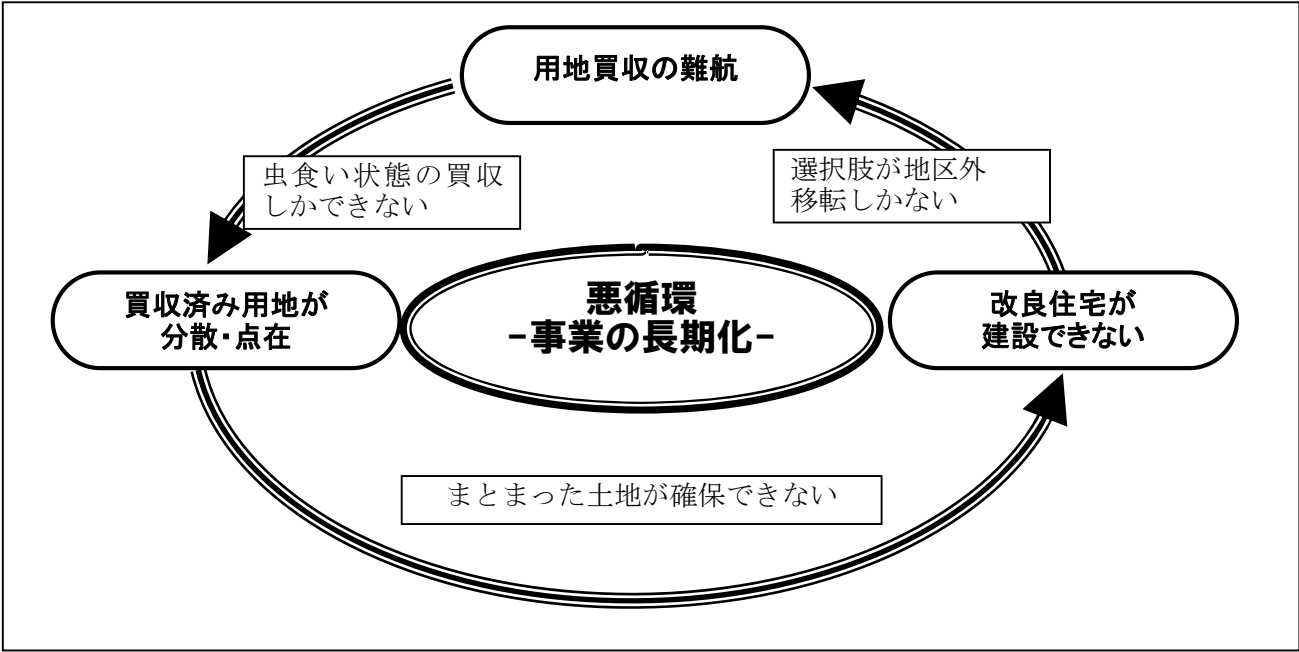 用地買収の難航
虫食い状態の買収
しかできない
選択肢が地区外
移転しかない
買収済み用地が
分散・点在
悪循環
-事業の長期化-
改良住宅が
建設できない
まとまった土地が確保できない